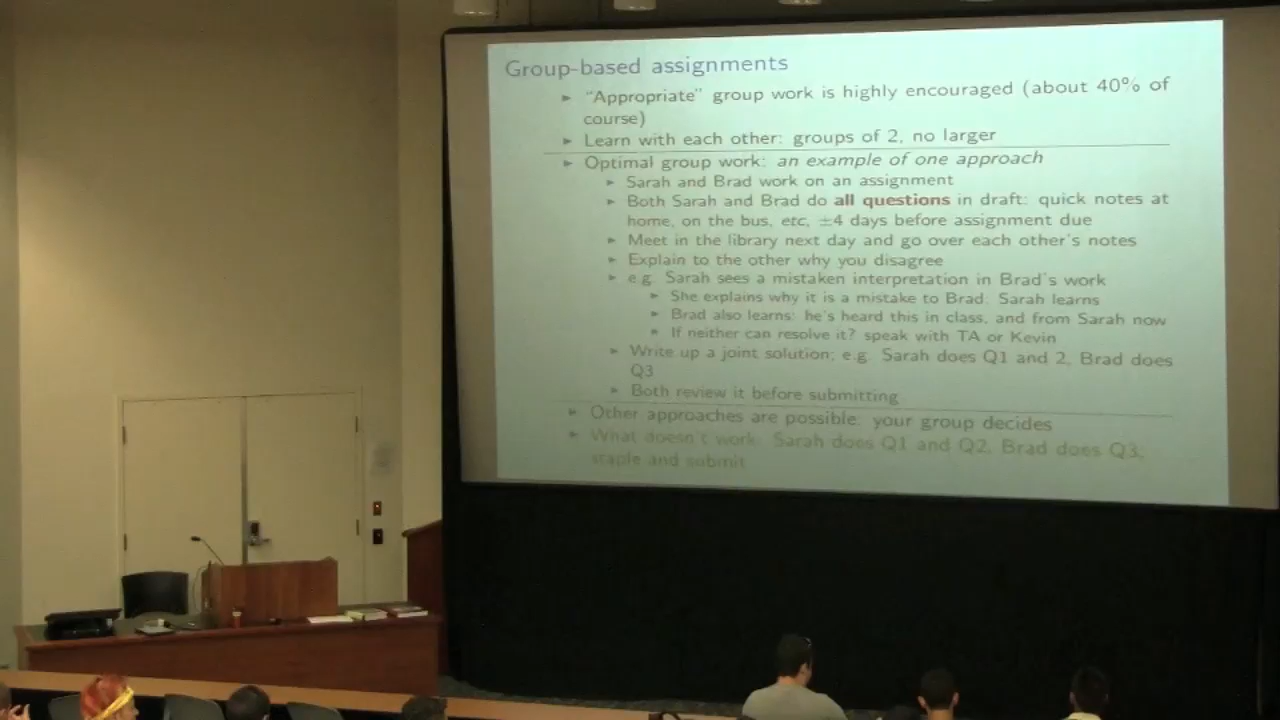 Group-based assignments
► “Appropriate” group work is highly encouraged (about 40% of
course)
► Learn with each other: groups of 2, no larger
► Optimal group work: an example of one approach
► Sarah and Brad work on an assignment
► Both Sarah and Brad do all questions in draft: quick notes at
home, on the bus, etc, ±4 days before assignment due
► Meet in the library next day and go over each other's notes
► Explain to the other why you disagree
► e.g. Sarah sees a mistaken interpretation in Brad's work
► She explains why it is a mistake to Brad: Sarah learns
► Brad also learns: he's heard this in class, and from Sarah now
► If neither can resolve it? speak with TA or Kevin
► Write up a joint solution; e.g. Sarah does Q1 and 2, Brad does
Q3
► Both review it before submitting
► Other approaches are possible: your group decides
► What doesn't work: Sarah does Q1 and Q2, Brad does Q3,
staple and submit